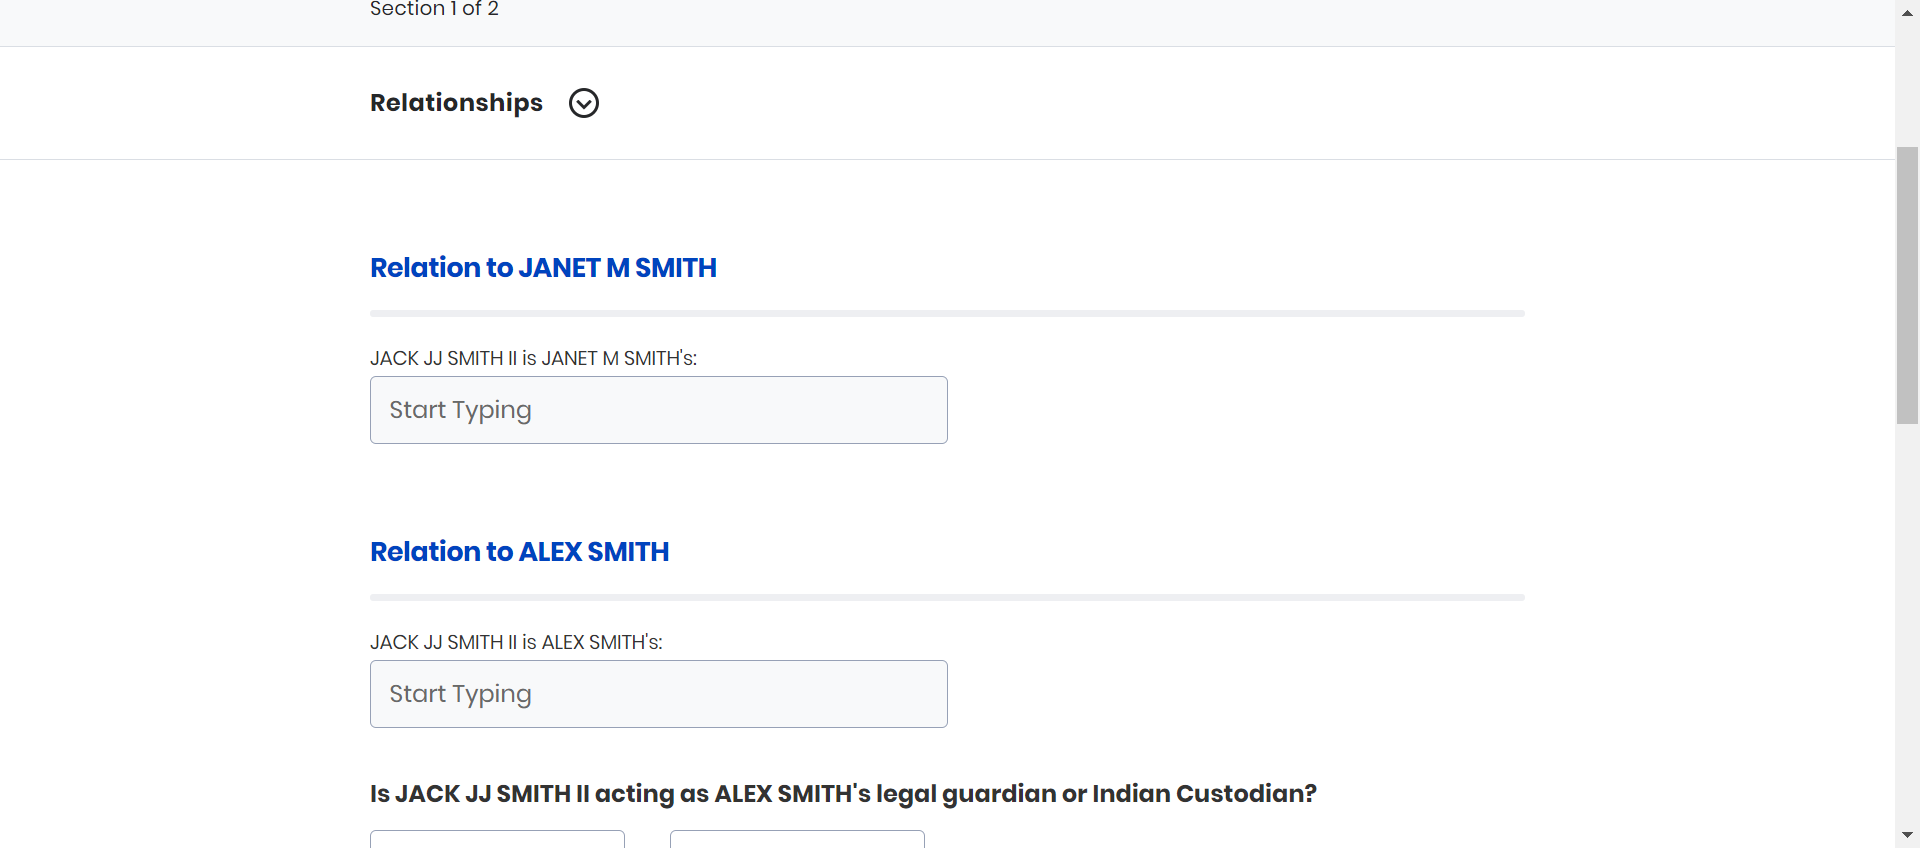 Section 1 of 2
Relationships
Relation to JANET M SMITH
JACK JJ SMITH II is JANET M SMITH's:
Start Typing
Relation to ALEX SMITH
JACK JJ SMITH II is ALEX SMITH's:
Start Typing
Is JACK JJ SMITH II acting as ALEX SMITH's legal guardian or Indian Custodian?